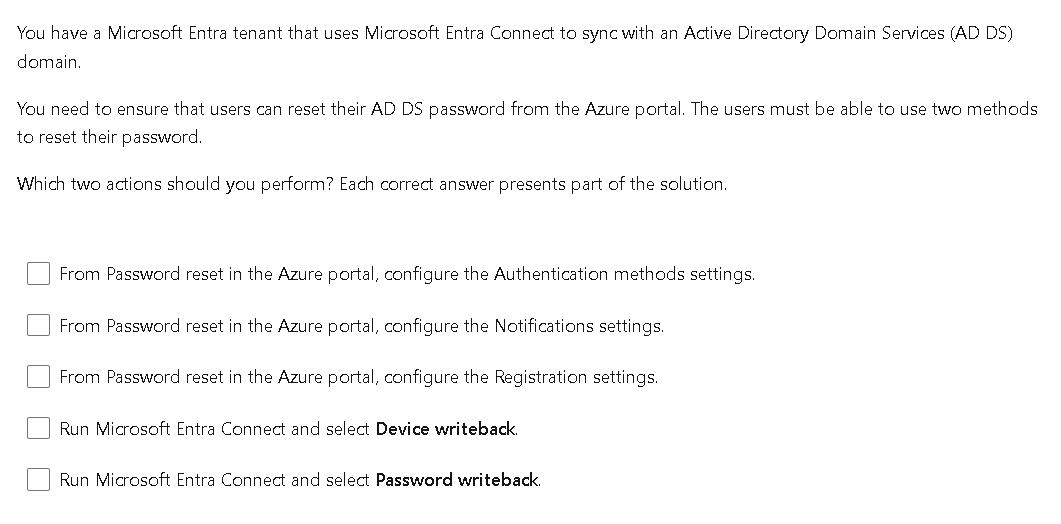 You have a Microsoft Entra tenant that uses Microsoft Entra Connect to sync with an Active Directory Domain Services (AD DS)
domain.
You need to ensure that users can reset their AD DS password from the Azure portal. The users must be able to use two methods
to reset their password.
Which two actions should you perform? Each correct answer presents part of the solution.
From Password reset in the Azure portal, configure the Authentication methods settings.
From Password reset in the Azure portal, configure the Notifications settings.
From Password reset in the Azure portal, configure the Registration settings.
Run Microsoft Entra Connect and select Device writeback.
Run Microsoft Entra Connect and select Password writeback.